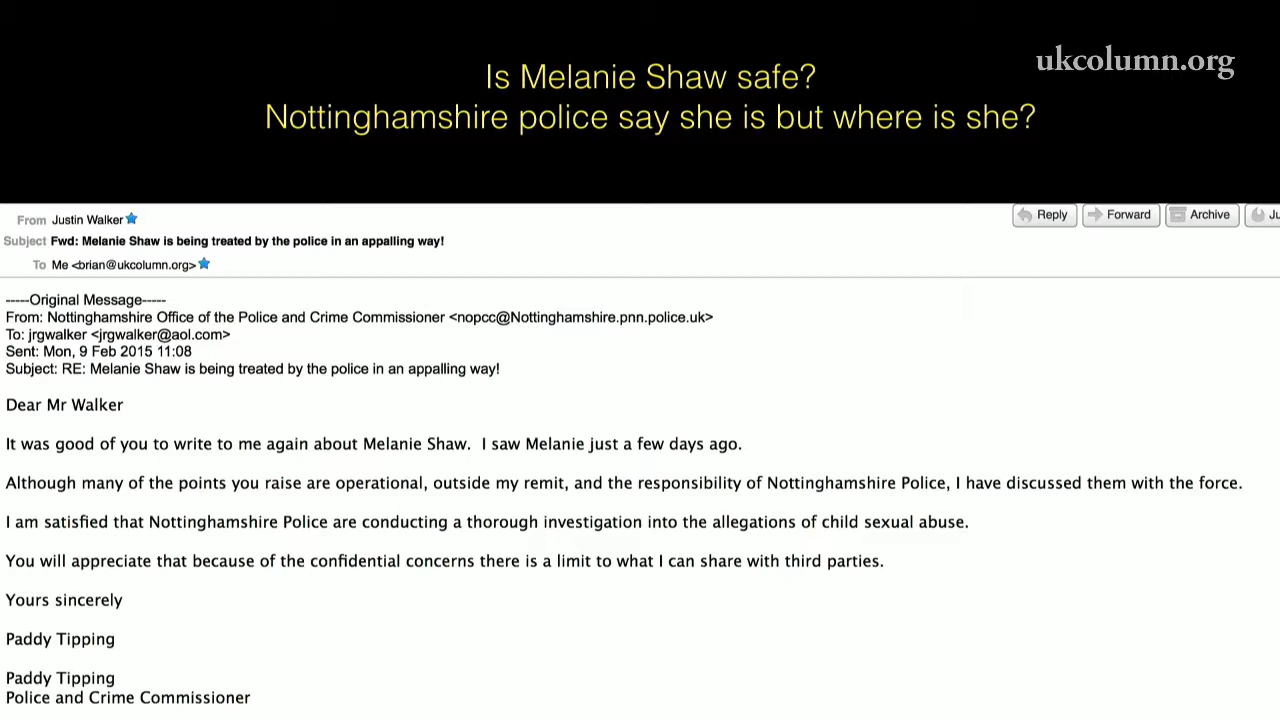 ukcolumn.org
Is Melanie Shaw safe?
Nottinghamshire police say she is but where is she?
From Justin Walker
Reply Forward Archive Ju
Subject Fwd: Melanie Shaw is being treated by the police in an appalling way!
To Me <brian@ukcolumn.org>
-----Original Message-----
From: Nottinghamshire Office of the Police and Crime Commissioner <nopcc@Nottinghamshire.pnn.police.uk>
To: jrgwalker <jrgwalker@aol.com>
Sent: Mon, 9 Feb 2015 11:08
Subject: RE: Melanie Shaw is being treated by the police in an appalling way!
Dear Mr Walker
It was good of you to write to me again about Melanie Shaw.  I saw Melanie just a few days ago.
Although many of the points you raise are operational, outside my remit, and the responsibility of Nottinghamshire Police, I have discussed them with the force.
I am satisfied that Nottinghamshire Police are conducting a thorough investigation into the allegations of child sexual abuse.
You will appreciate that because of the confidential concerns there is a limit to what I can share with third parties.
Yours sincerely
Paddy Tipping
Paddy Tipping
Police and Crime Commissioner